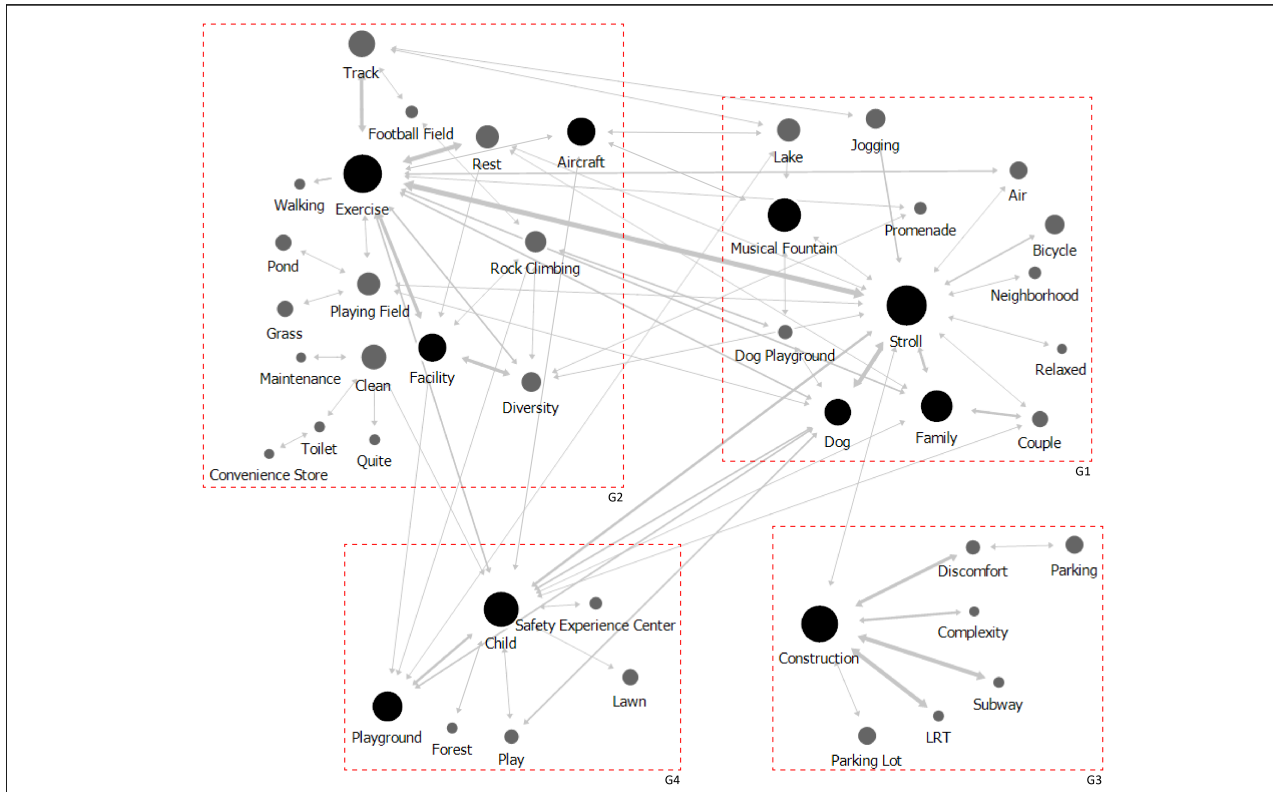 Track
Football Field
Rest
Aircraft
Walking
Exercise
Pond
Rock Climbing
Playing Field
Grass
Maintenance
Clean
Facility
Diversity
Toilet
Quite
Convenience Store
G2
Lake
Jogging
Air
Promenade
Musical Fountain
Bicycle
Neighborhood
Stroll
Dog Playground
Relaxed
Dog
Family
Couple
G1
Child
Safety Experience Center
Lawn
Playground
Forest
Play
G4
Discomfort
Parking
Complexity
Construction
Subway
LRT
Parking Lot
G3